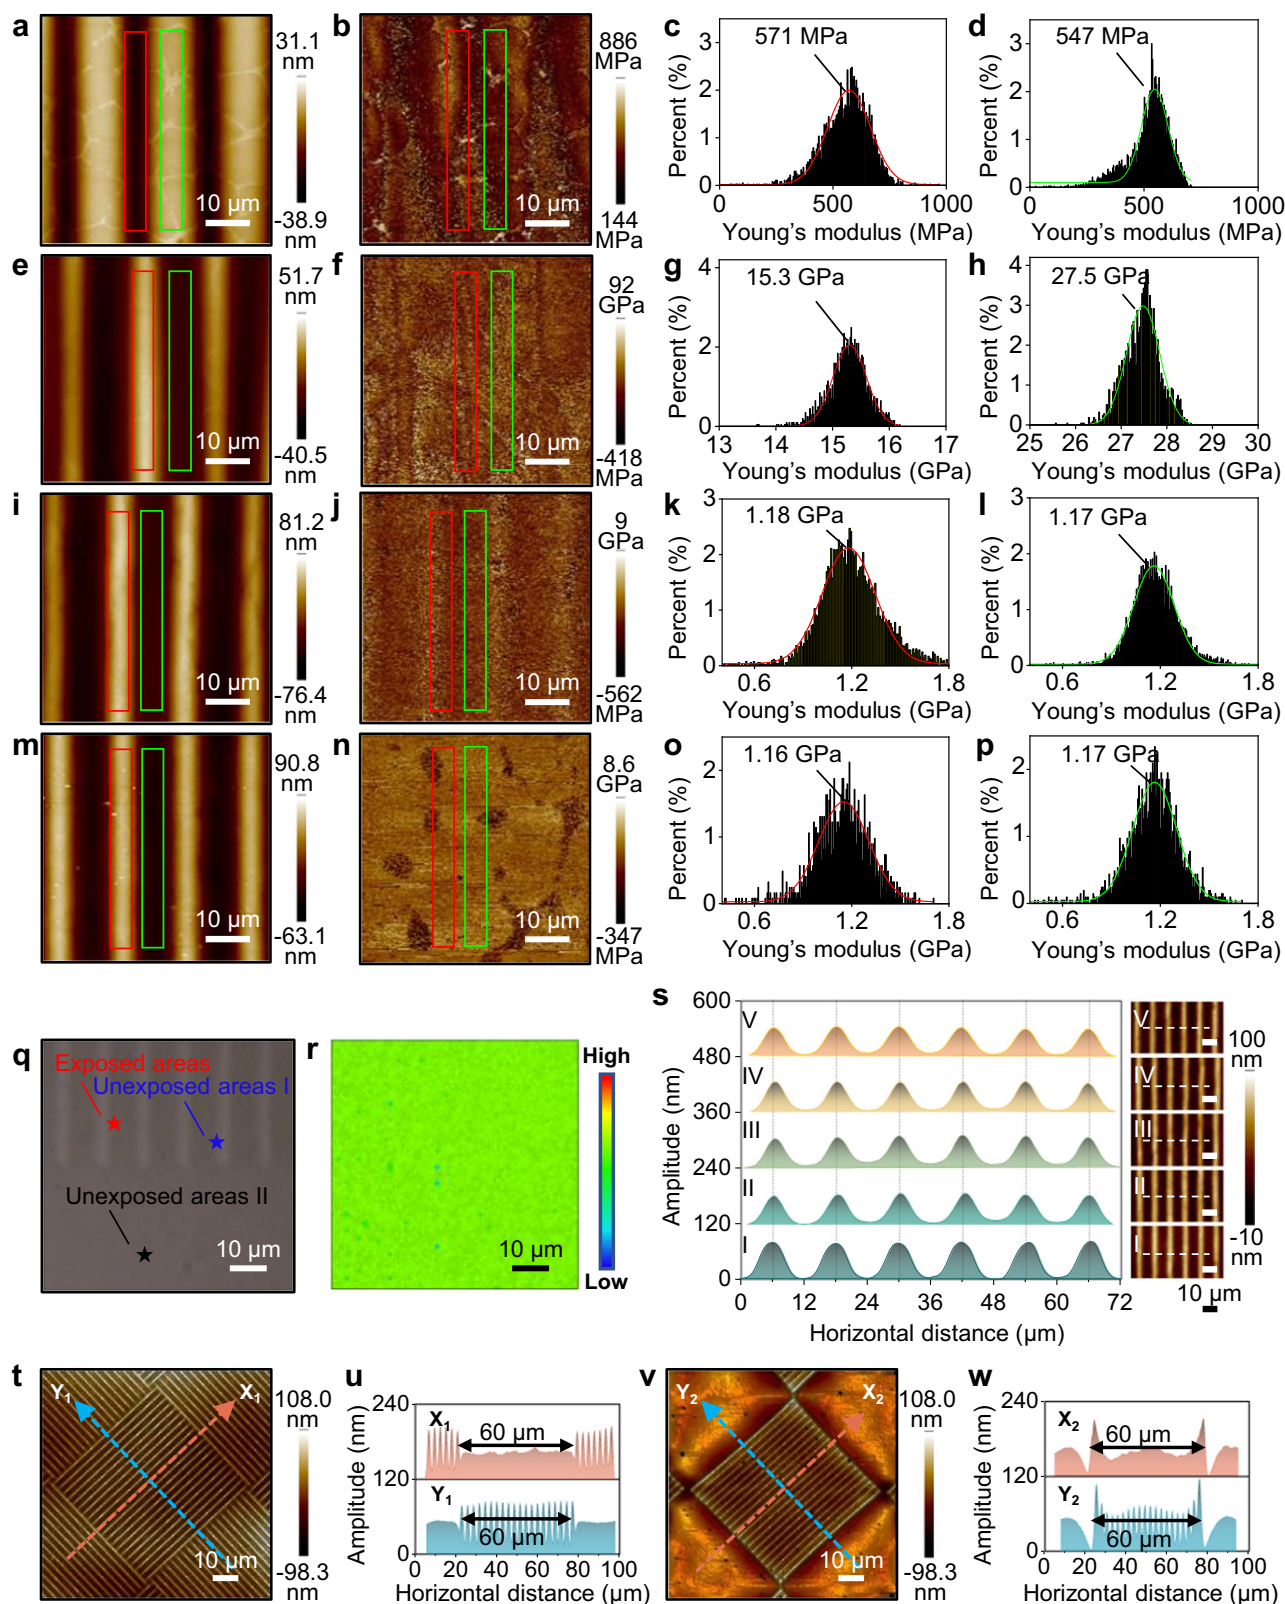 a
31.1
nm
10 µm
-38.9
nm
b
886
MPa
10 µm
144
MPa
c
3
2
1
0
Percent (%)
571 MPa
0
500
1000
Young's modulus (MPa)
d
3
2
1
0
Percent (%)
547 MPa
0
500
1000
Young's modulus (MPa)
e
51.7
nm
10 µm
-40.5
nm
f
92
GPa
10 µm
-418
MPa
g
4
2
0
Percent (%)
15.3 GPa
13 14 15 16 17
Young's modulus (GPa)
h
4
3
2
1
0
Percent (%)
27.5 GPa
25 26 27 28 29 30
Young's modulus (GPa)
i
81.2
nm
10 µm
-76.4
nm
j
9
GPa
10 µm
-562
MPa
k
3
2
1
0
Percent (%)
1.18 GPa
0.6 1.2 1.8
Young's modulus (GPa)
l
3
2
1
0
Percent (%)
1.17 GPa
0.6 1.2 1.8
Young's modulus (GPa)
m
90.8
nm
10 µm
-63.1
nm
n
8.6
GPa
10 µm
-347
MPa
o
2
1
0
Percent (%)
1.16 GPa
0.6 1.2 1.8
Young's modulus (GPa)
p
2
1
0
Percent (%)
1.17 GPa
0.6 1.2 1.8
Young's modulus (GPa)
q
Exposed areas
Unexposed areas I
Unexposed areas II
10 µm
r
High
Low
10 µm
s
600
480
360
240
120
0
Amplitude (nm)
V
IV
III
II
I
0 12 24 36 48 60 72
Horizontal distance (µm)
V
IV
III
II
I
100
nm
-10
nm
10 µm
t
Y1
X1
108.0
nm
10 µm
-98.3
nm
u
240
120
0
Amplitude (nm)
X1
60 µm
Y1
60 µm
0 20 40 60 80 100
Horizontal distance (µm)
v
Y2
X2
108.0
nm
10 µm
-98.3
nm
w
240
120
0
Amplitude (nm)
X2
60 µm
Y2
60 µm
0 20 40 60 80 100
Horizontal distance (µm)